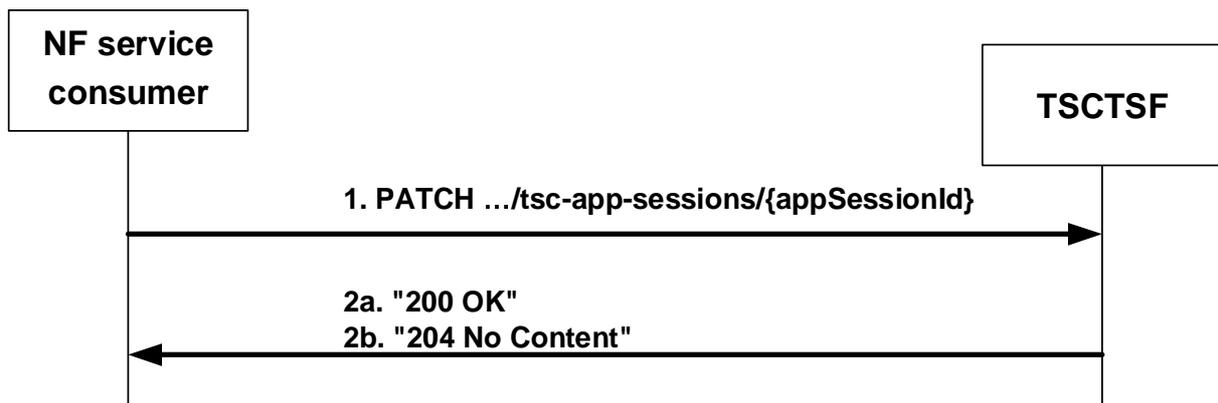 NF service
consumer
TSCTSF
1. PATCH …/tsc-app-sessions/{appSessionId}
2a. "200 OK"
2b. "204 No Content"